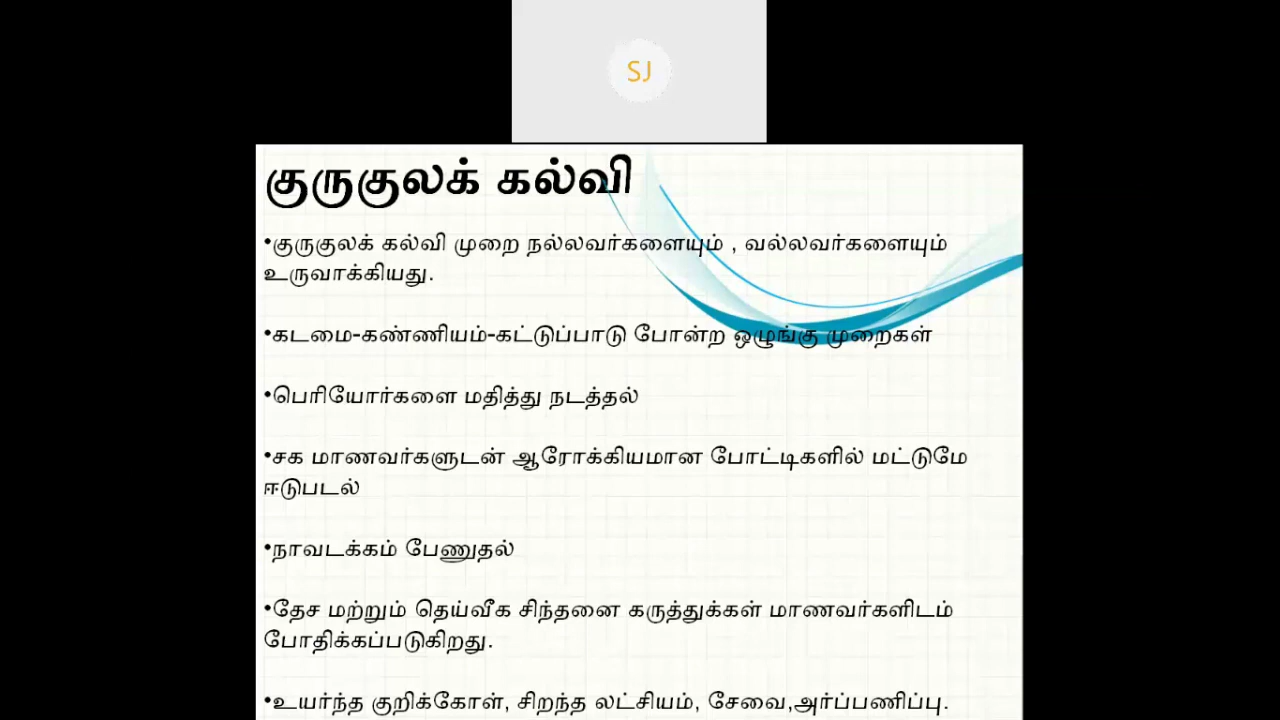 SJ
குருகுலக் கல்வி
•குருகுலக் கல்வி முறை நல்லவர்களையும் , வல்லவர்களையும்
உருவாக்கியது.
•கடமை-கண்ணியம்-கட்டுப்பாடு போன்ற ஒழுங்கு முறைகள்
•பெரியோர்களை மதித்து நடத்தல்
•சக மாணவர்களுடன் ஆரோக்கியமான போட்டிகளில் மட்டுமே
ஈடுபடல்
•நாவடக்கம் பேணுதல்
•தேச மற்றும் தெய்வீக சிந்தனை கருத்துக்கள் மாணவர்களிடம்
போதிக்கப்படுகிறது.
•உயர்ந்த குறிக்கோள், சிறந்த லட்சியம், சேவை,அர்ப்பணிப்பு.